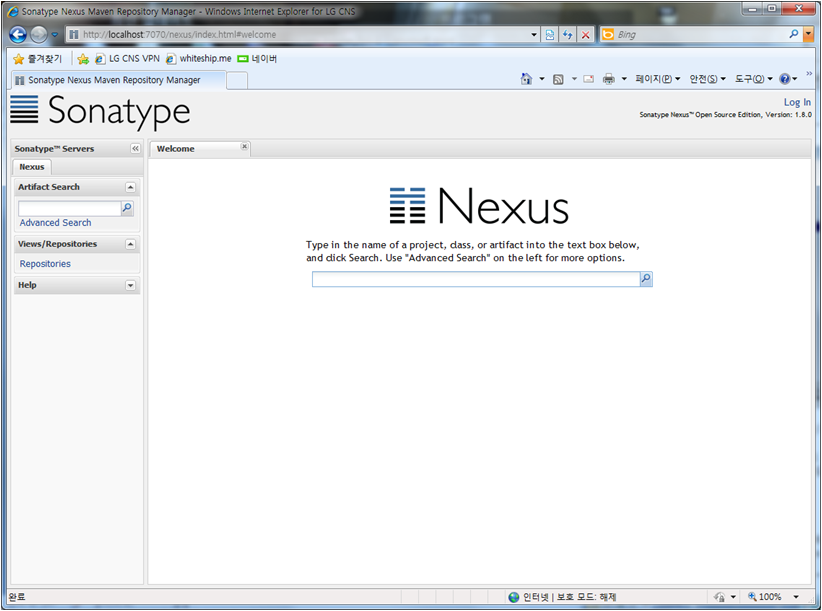 Sonatype Nexus Maven Repository Manager - Windows Internet Explorer for LG CNS
http://localhost:7070/nexus/index.html#welcome
Bing
즐겨찾기
LG CNS VPN
whiteship.me
네이버
Sonatype Nexus Maven Repository Manager
페이지(P)
안전(S)
도구(O)
Sonatype
Log In
Sonatype Nexus™ Open Source Edition, Version: 1.8.0
Sonatype™ Servers
Welcome
Nexus
Artifact Search
Advanced Search
Views/Repositories
Repositories
Help
Nexus
Type in the name of a project, class, or artifact into the text box below,
and click Search. Use "Advanced Search" on the left for more options.
완료
인터넷 | 보호 모드: 해제
100%